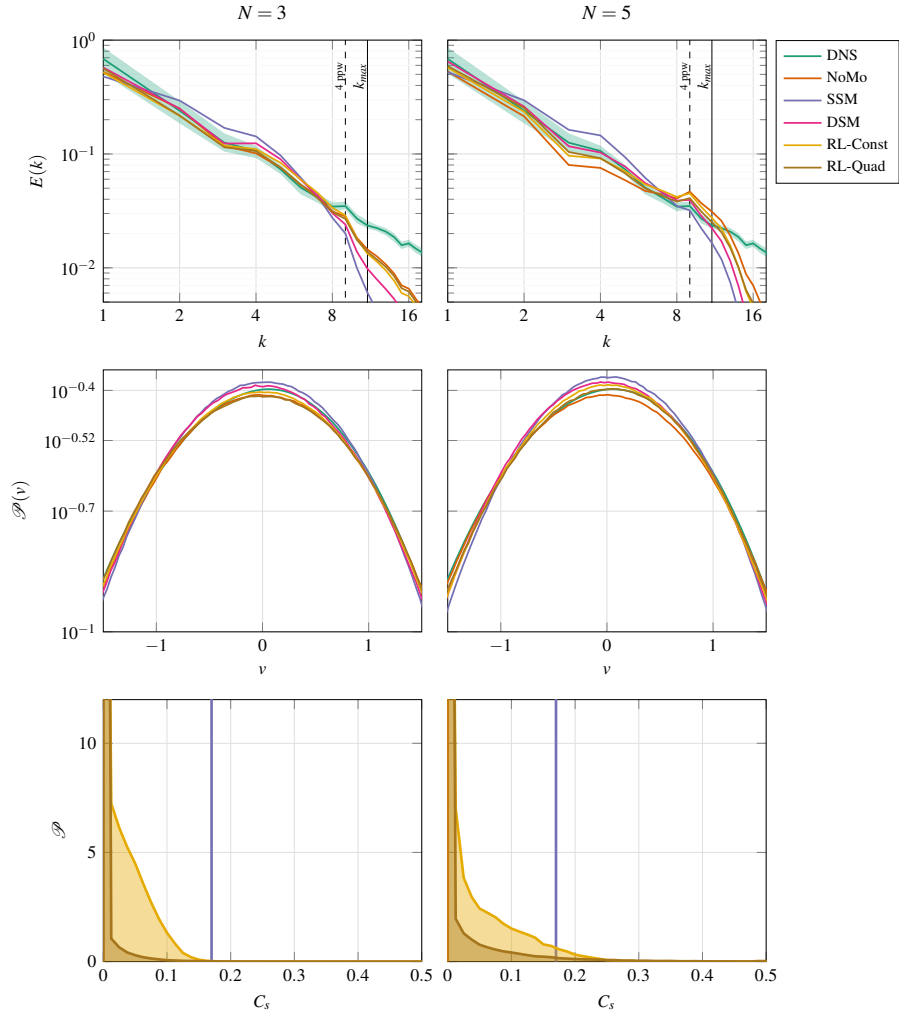 N = 3
N = 5
10^0
10^−1
10^−2
E(k)
4 ppw
k_max
4 ppw
k_max
DNS
NoMo
SSM
DSM
RL-Const
RL-Quad
1 2 4 8 16
1 2 4 8 16
k
k
10^−0.4
10^−0.52
10^−0.7
10^−1
𝒫(v)
−1 0 1
−1 0 1
v
v
10
5
0
𝒫
0 0.1 0.2 0.3 0.4 0.5
0 0.1 0.2 0.3 0.4 0.5
C_s
C_s